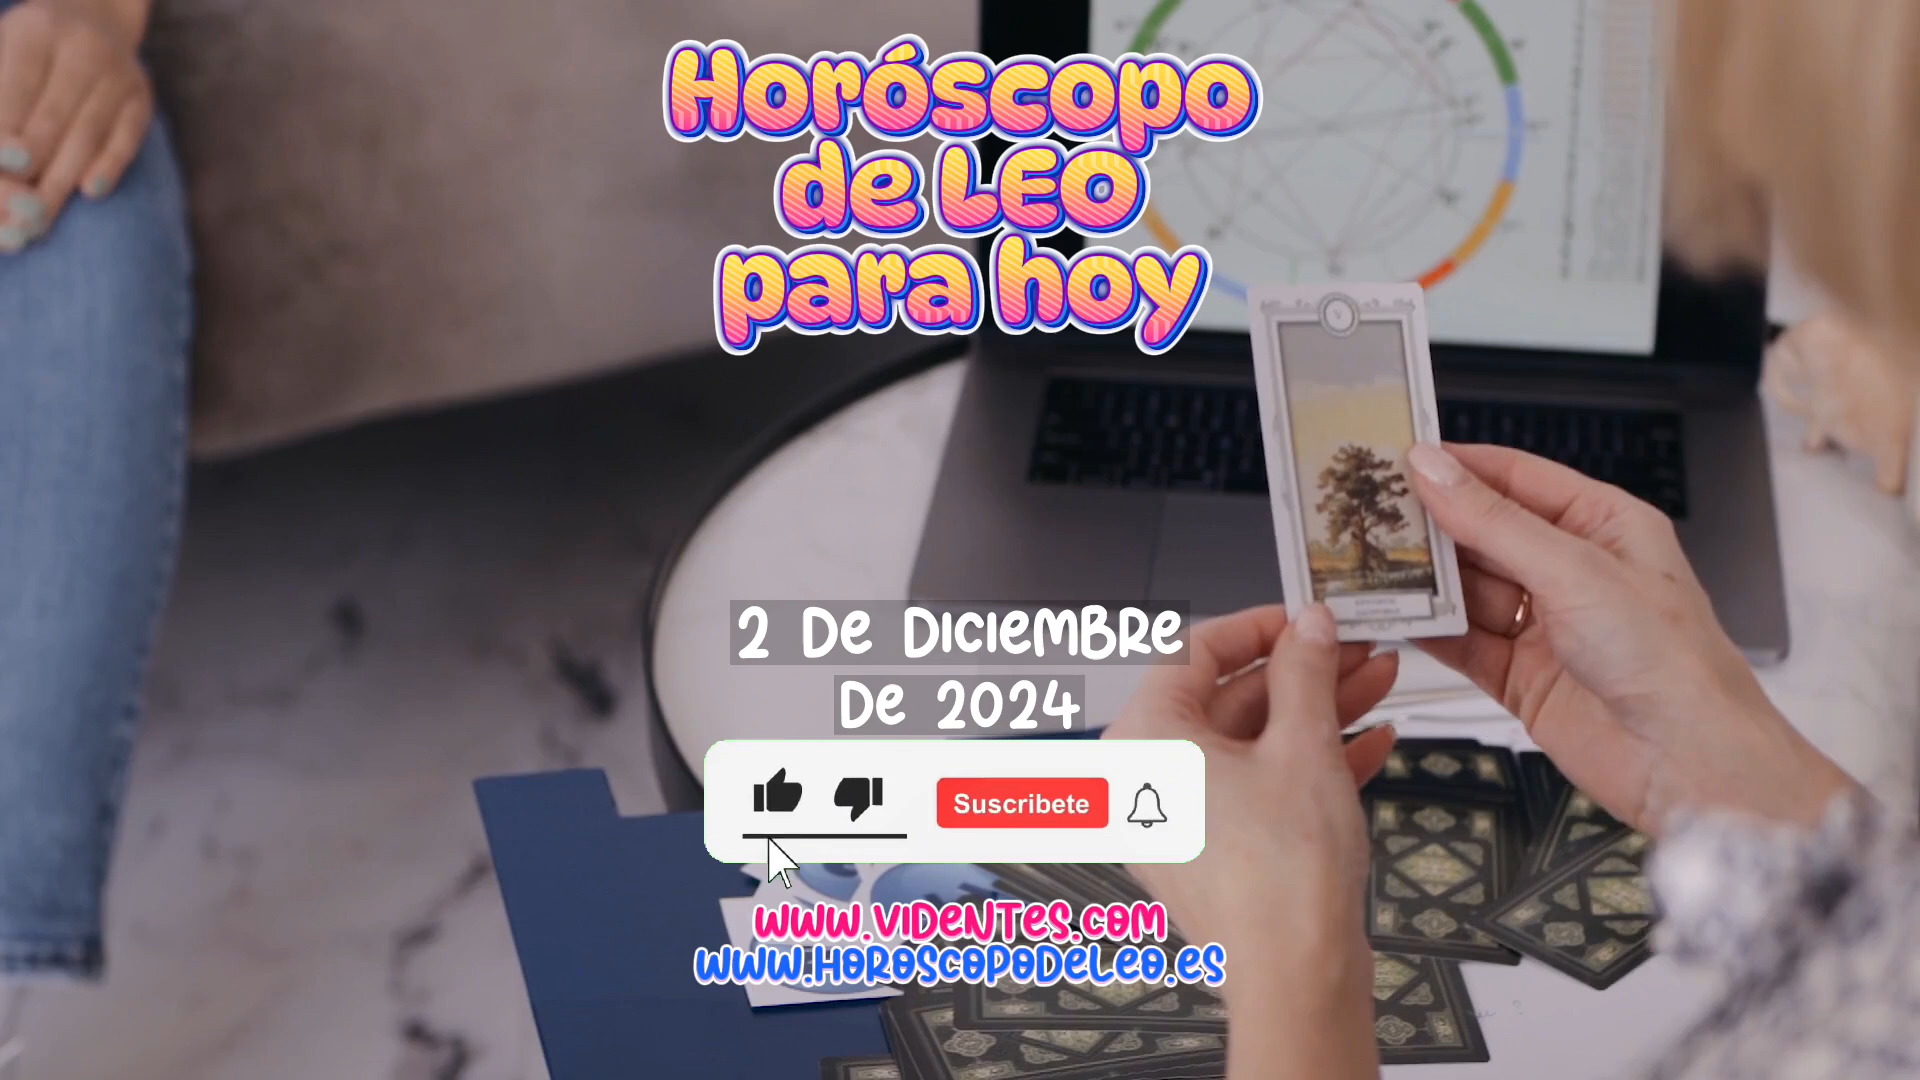 Horóscopo
de LEO
para hoy
2 De DICIEMBRE
De 2024
Suscribete
www.VIDENTES.com
www.HOROSCOPODELEO.ES